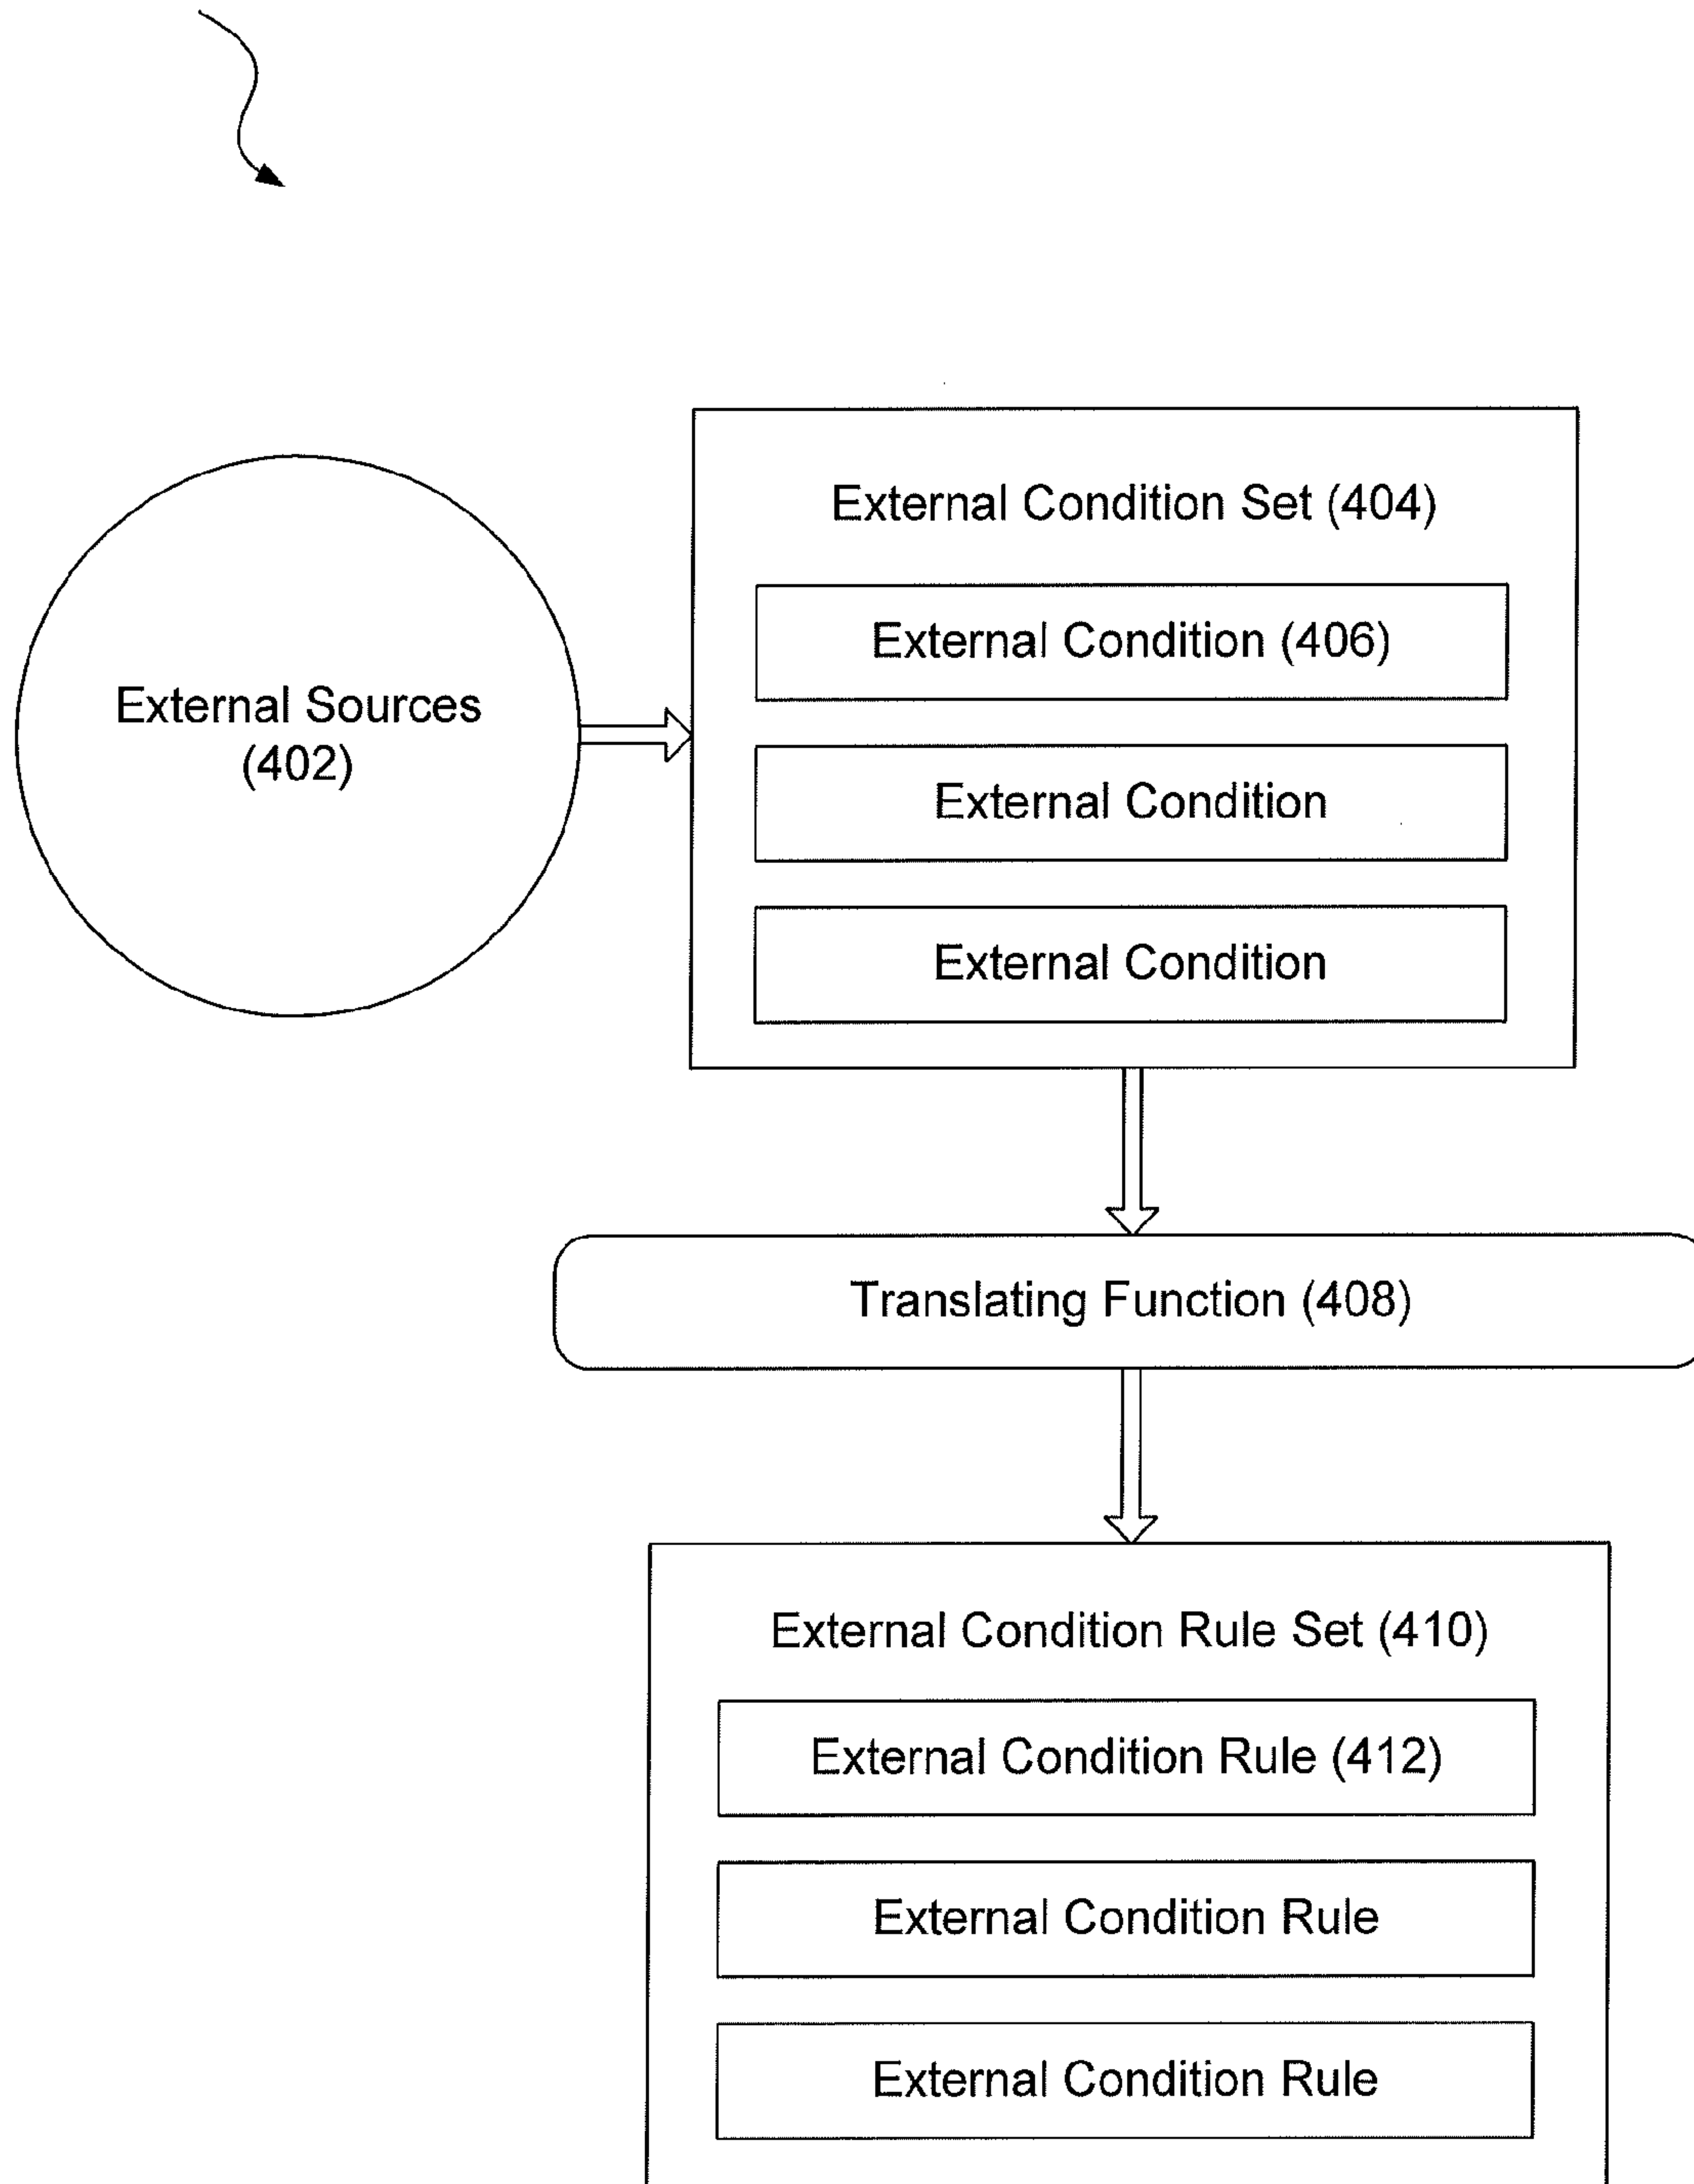 External Sources
(402)
External Condition Set (404)
External Condition (406)
External Condition
External Condition
Translating Function (408)
External Condition Rule Set (410)
External Condition Rule (412)
External Condition Rule
External Condition Rule